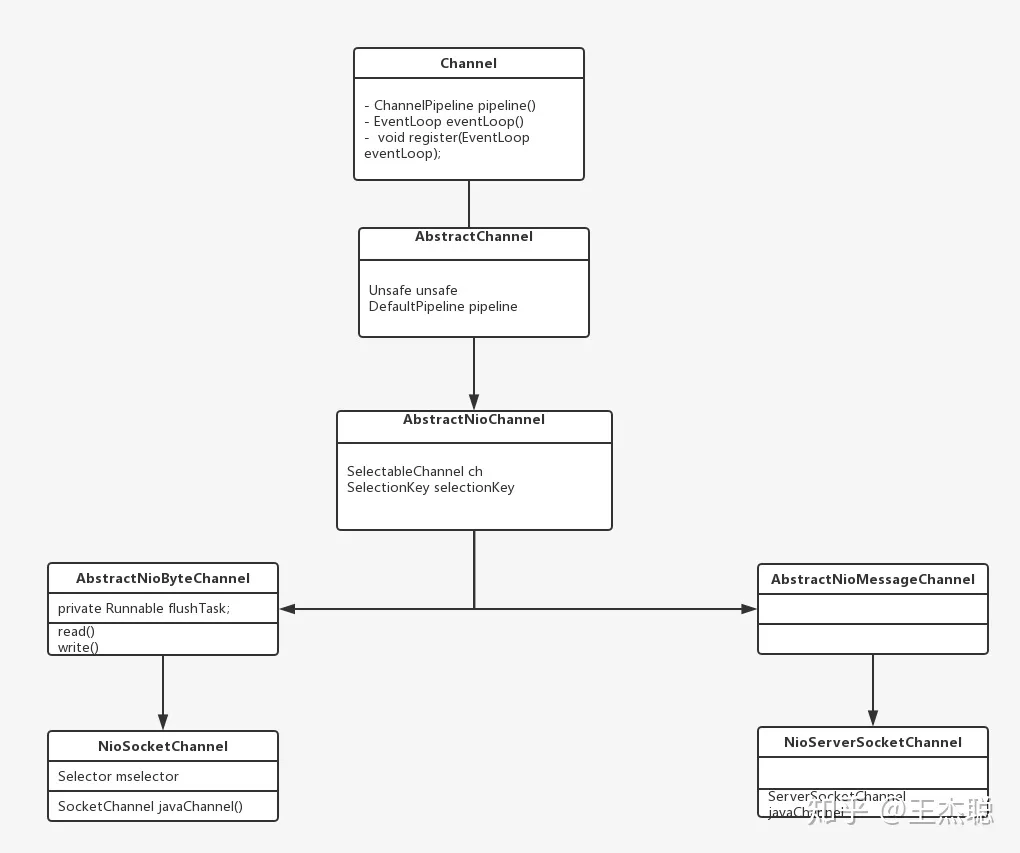 Channel
- ChannelPipeline pipeline()
- EventLoop eventLoop()
- void register(EventLoop
eventLoop);
AbstractChannel
Unsafe unsafe
DefaultPipeline pipeline
AbstractNioChannel
SelectableChannel ch
SelectionKey selectionKey
AbstractNioByteChannel
private Runnable flushTask;
read()
write()
AbstractNioMessageChannel
NioSocketChannel
Selector mselector
SocketChannel javaChannel()
NioServerSocketChannel
ServerSocketChannel
javaChannel
知乎 @王杰聪